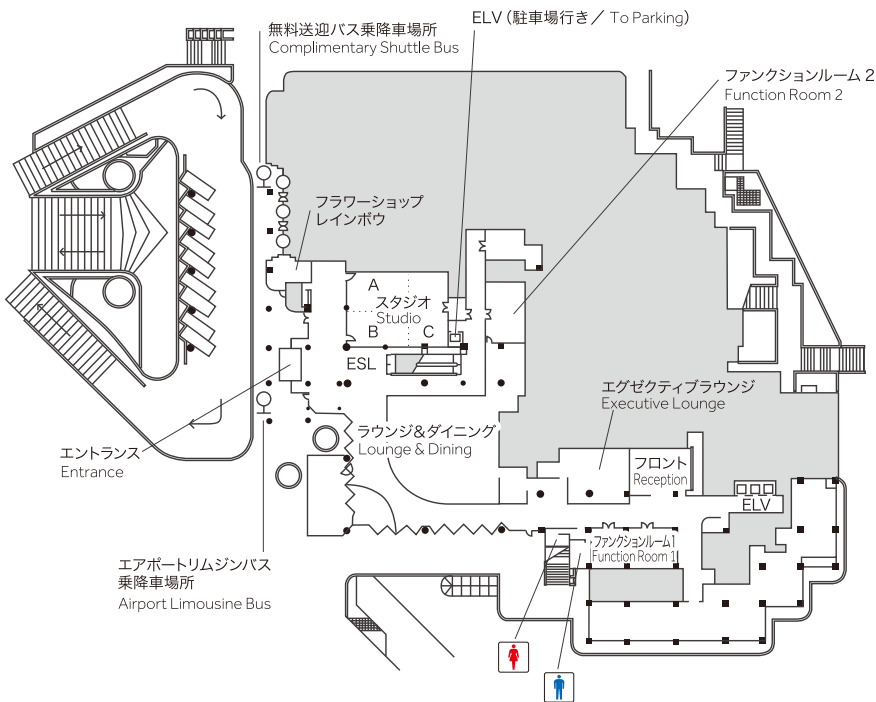 無料送迎バス乗降車場所
Complimentary Shuttle Bus
ELV（駐車場行き／ To Parking）
ファンクションルーム 2
Function Room 2
フラワーショップ
レインボウ
A
スタジオ
Studio
B
C
ESL
エグゼクティブラウンジ
Executive Lounge
エントランス
Entrance
ラウンジ&ダイニング
Lounge & Dining
フロント
Reception
ELV
ファンクションルーム1
Function Room 1
エアポートリムジンバス
乗降車場所
Airport Limousine Bus